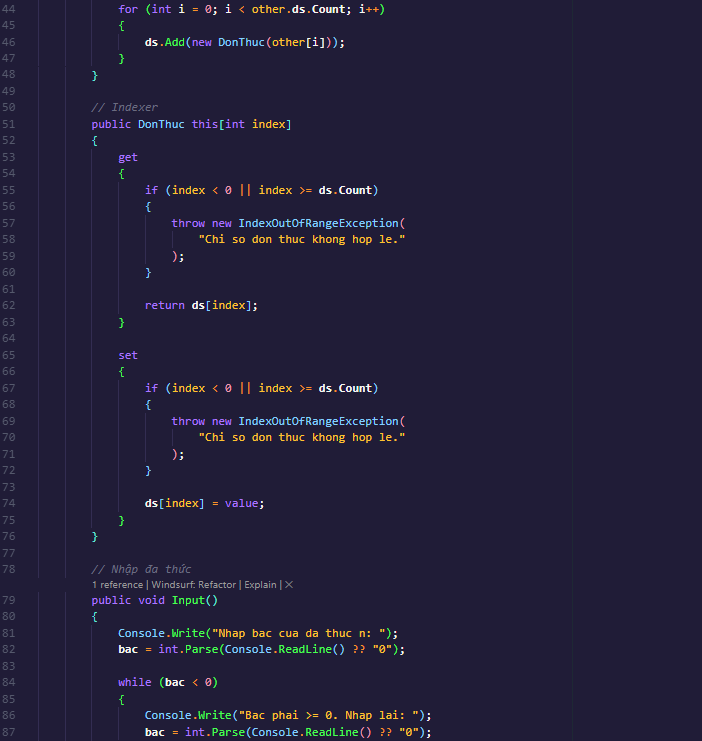 44 for (int i = 0; i < other.ds.Count; i++)
45 {
46 ds.Add(new DonThuc(other[i]));
47 }
48 }
49
50 // Indexer
51 public DonThuc this[int index]
52 {
53 get
54 {
55 if (index < 0 || index >= ds.Count)
56 {
57 throw new IndexOutOfRangeException(
58 "Chi so don thuc khong hop le."
59 );
60 }
61
62 return ds[index];
63 }
64
65 set
66 {
67 if (index < 0 || index >= ds.Count)
68 {
69 throw new IndexOutOfRangeException(
70 "Chi so don thuc khong hop le."
71 );
72 }
73
74 ds[index] = value;
75 }
76 }
77
78 // Nhập đa thức
1 reference | Windsurf: Refactor | Explain | ×
79 public void Input()
80 {
81 Console.Write("Nhap bac cua da thuc n: ");
82 bac = int.Parse(Console.ReadLine() ?? "0");
83
84 while (bac < 0)
85 {
86 Console.Write("Bac phai >= 0. Nhap lai: ");
87 bac = int.Parse(Console.ReadLine() ?? "0");